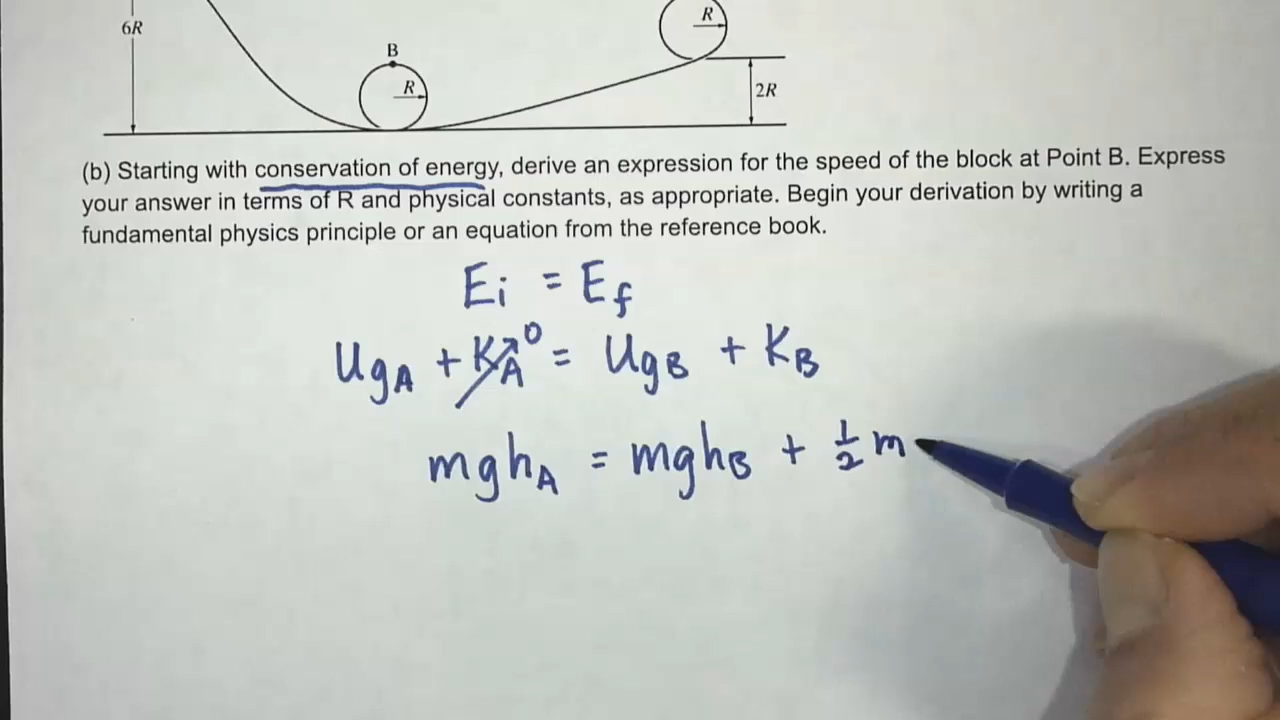 R
6R
B
R
2R
(b) Starting with conservation of energy, derive an expression for the speed of the block at Point B. Express
your answer in terms of R and physical constants, as appropriate. Begin your derivation by writing a
fundamental physics principle or an equation from the reference book.
Ei = Ef
UgA + KA→0 = UgB + KB
mghA = mghB + 1/2 m